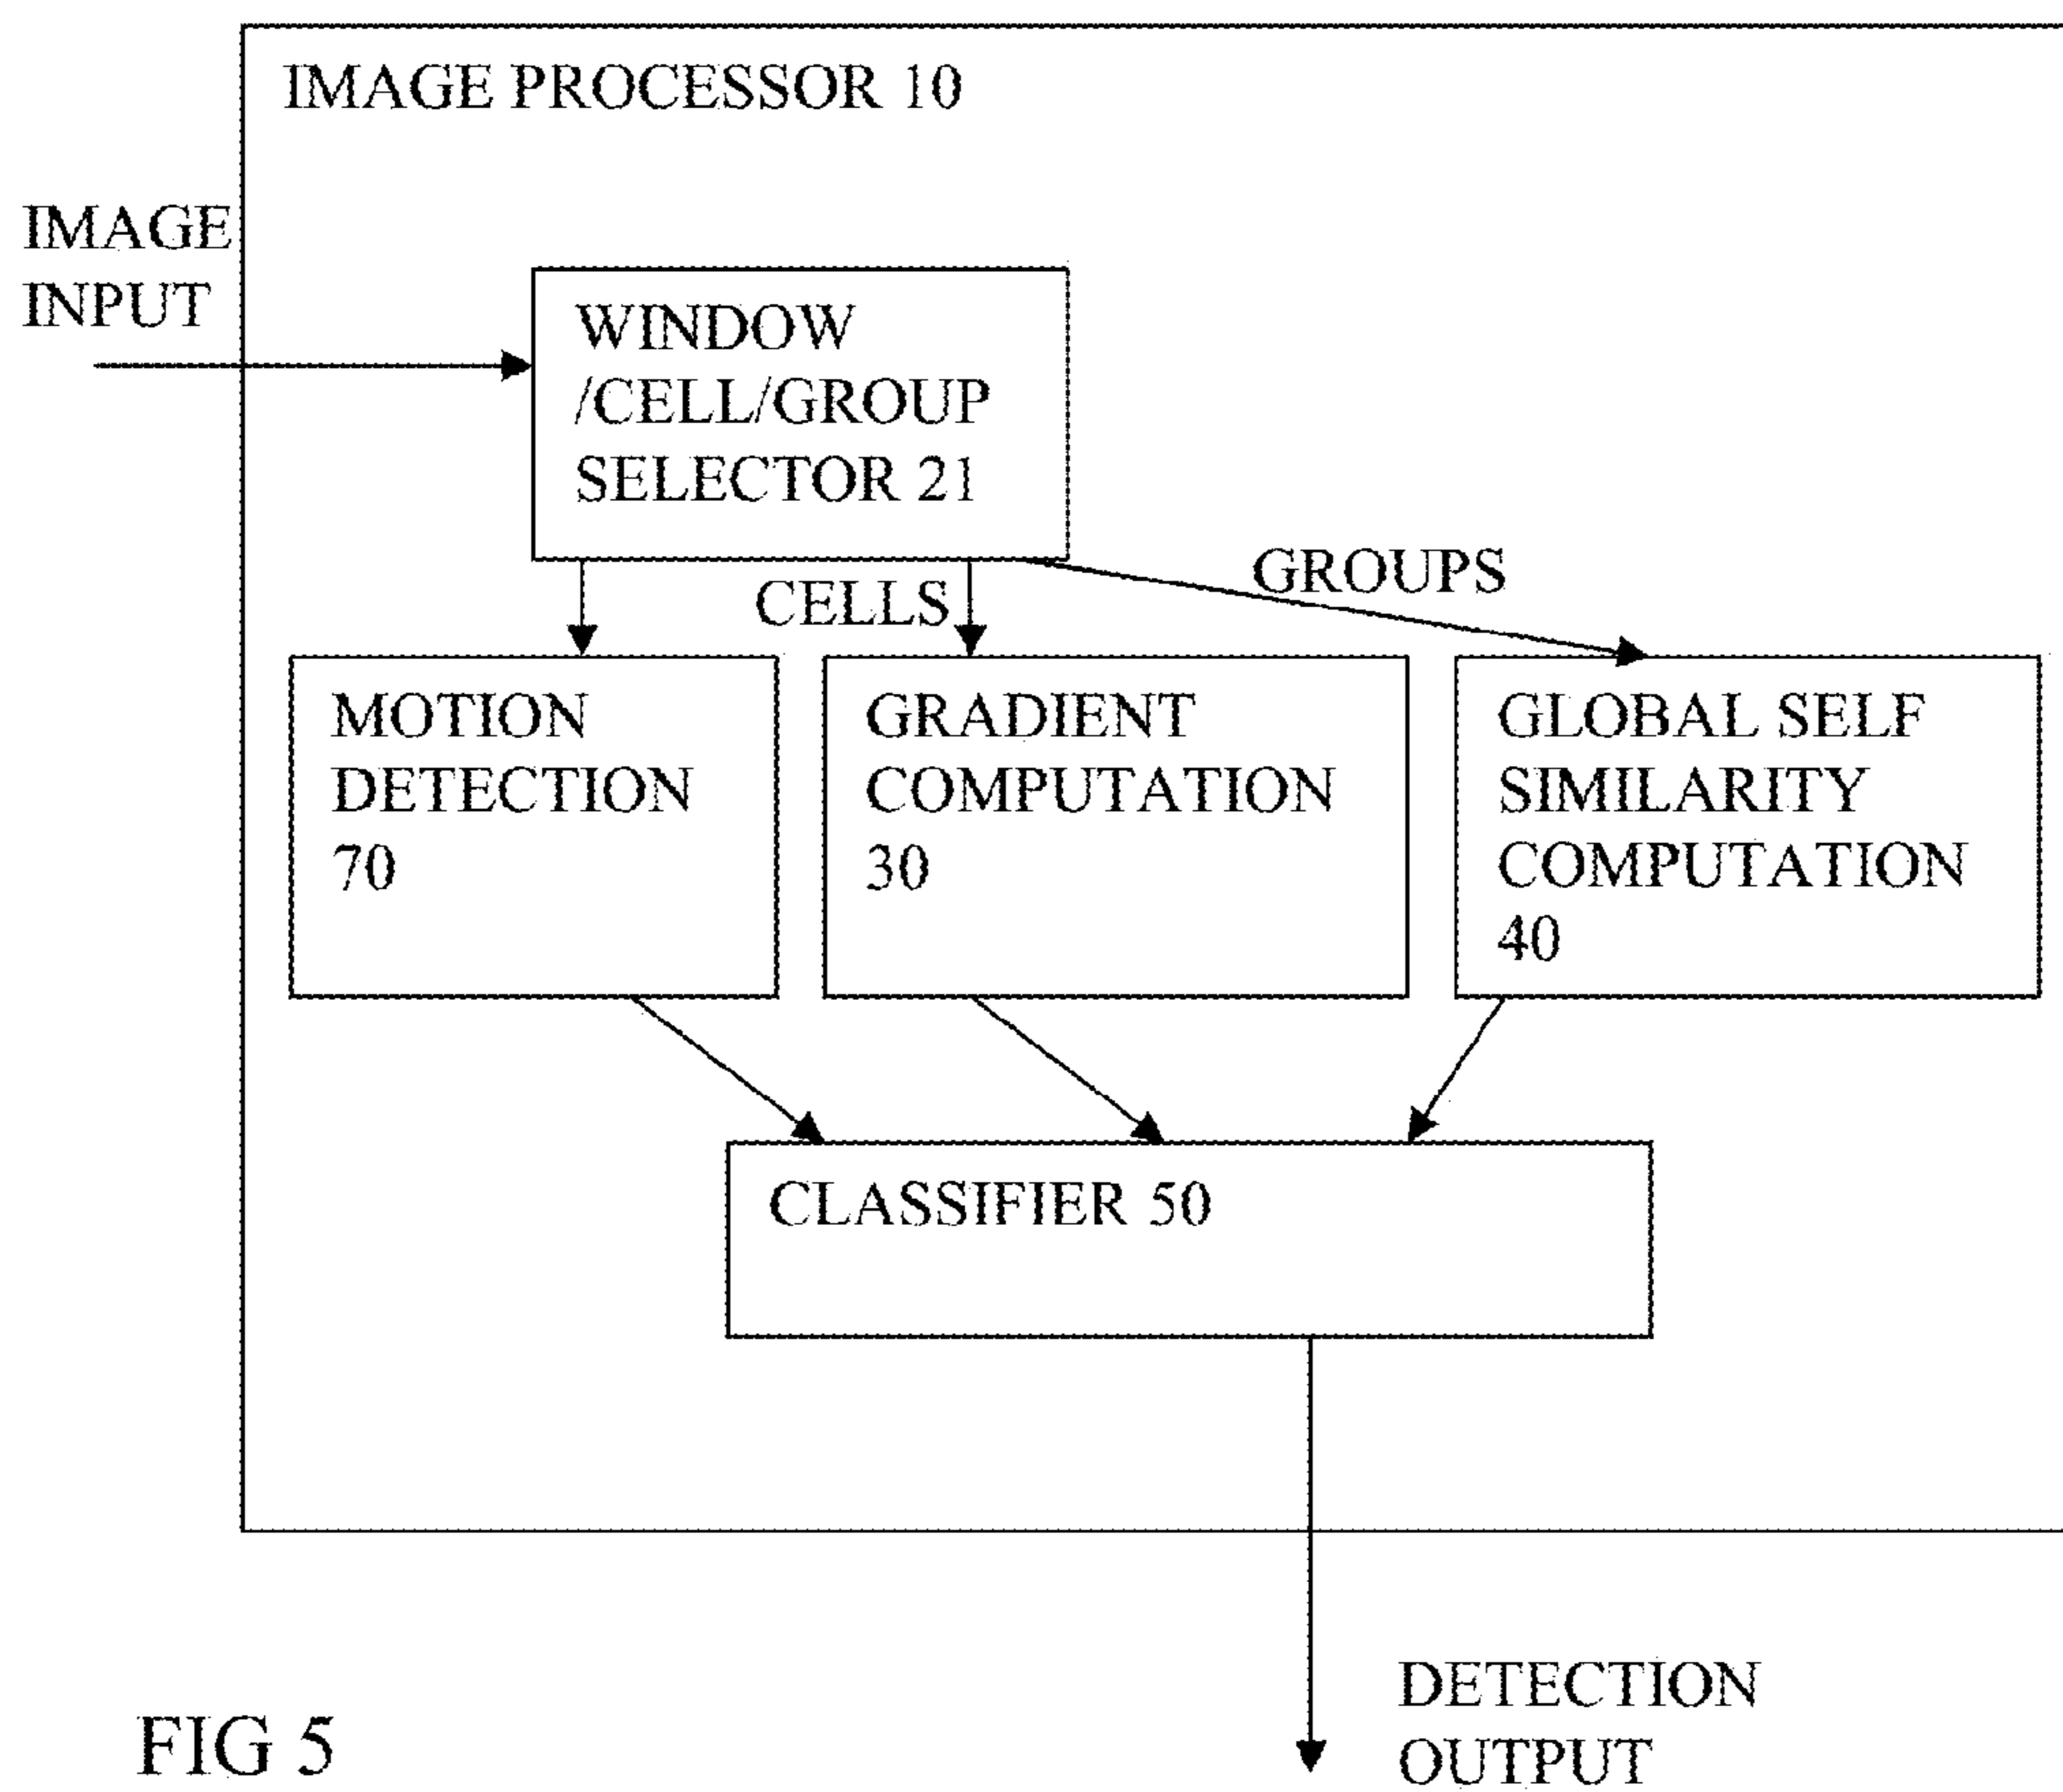 IMAGE PROCESSOR 10
IMAGE
INPUT
WINDOW
/CELL/GROUP
SELECTOR 21
CELLS
GROUPS
MOTION
DETECTION
70
GRADIENT
COMPUTATION
30
GLOBAL SELF
SIMILARITY
COMPUTATION
40
CLASSIFIER 50
DETECTION
OUTPUT
FIG 5